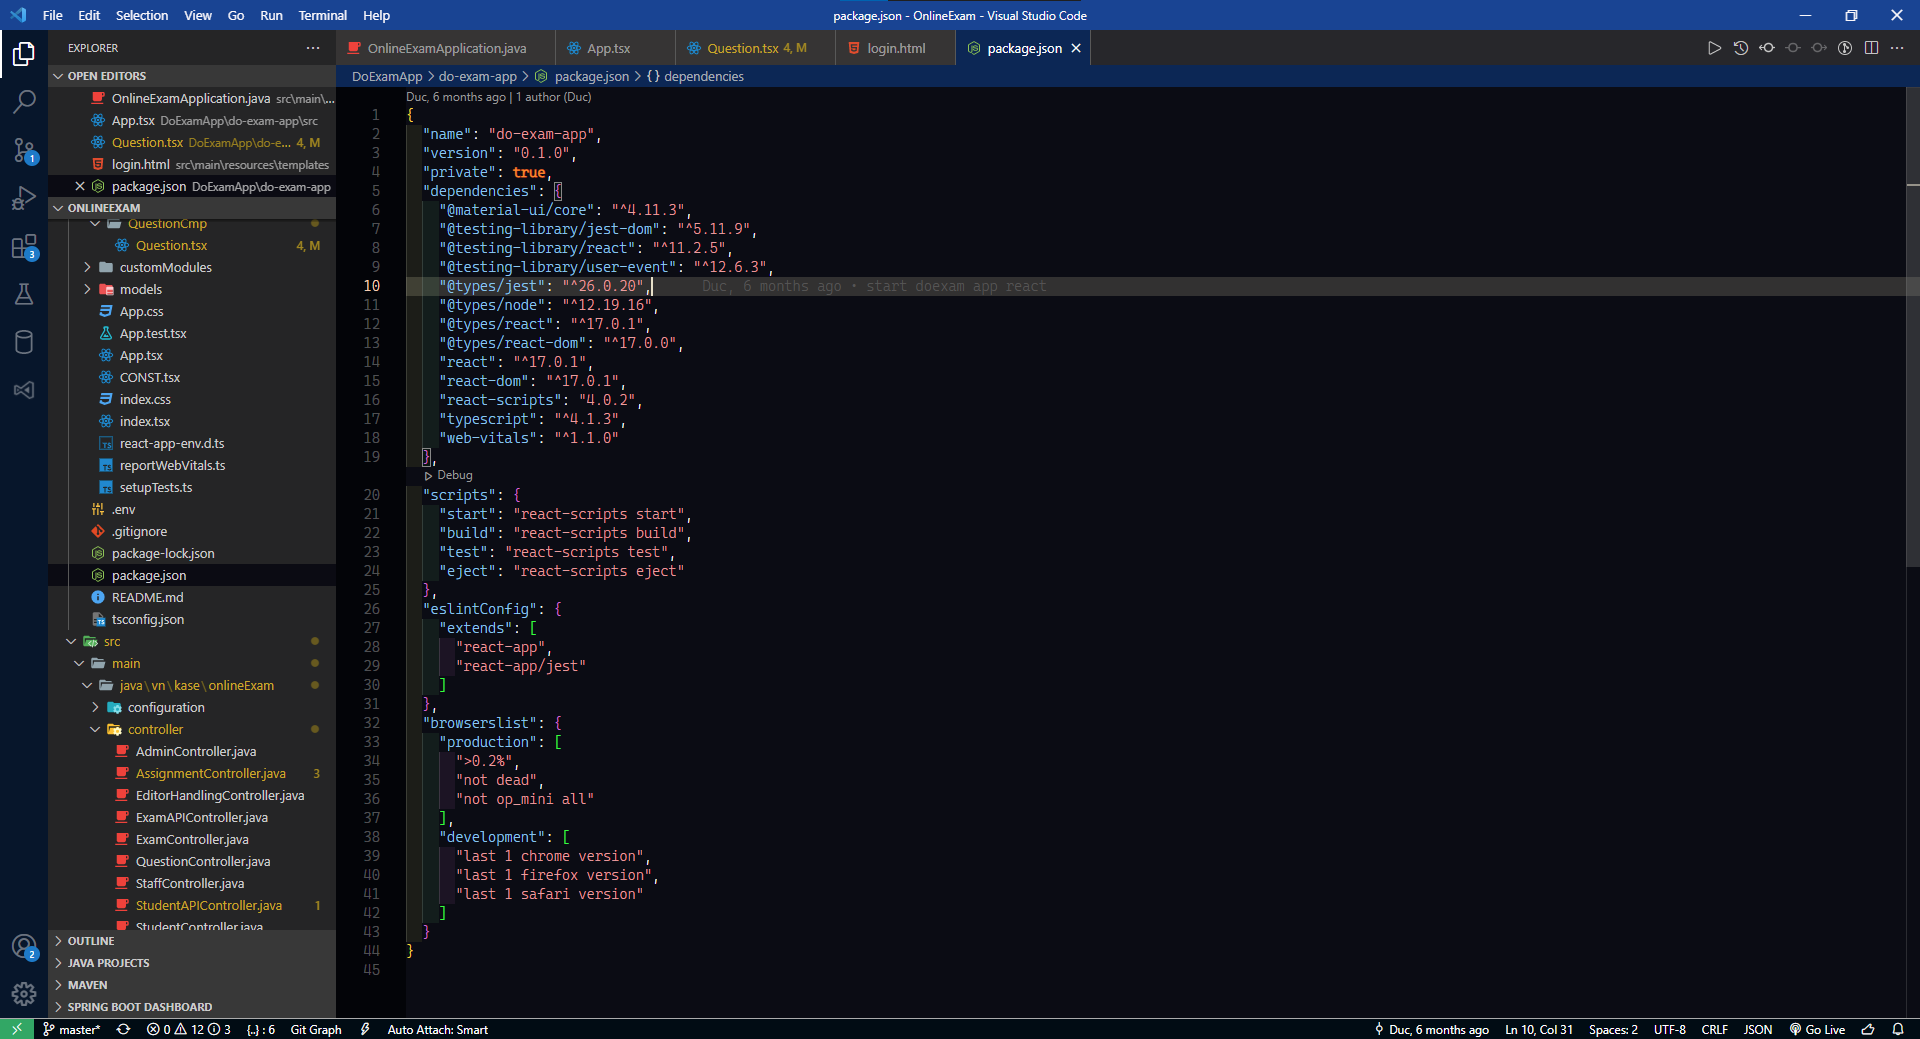 File Edit Selection View Go Run Terminal Help
package.json - OnlineExam - Visual Studio Code
EXPLORER
OPEN EDITORS
OnlineExamApplication.java src\main\...
App.tsx DoExamApp\do-exam-app\src
Question.tsx DoExamApp\do-e... 4, M
login.html src\main\resources\templates
package.json DoExamApp\do-exam-app
ONLINEEXAM
QuestionCmp
Question.tsx 4, M
customModules
models
App.css
App.test.tsx
App.tsx
CONST.tsx
index.css
index.tsx
react-app-env.d.ts
reportWebVitals.ts
setupTests.ts
.env
.gitignore
package-lock.json
package.json
README.md
tsconfig.json
src
main
java\vn\kase\onlineExam
configuration
controller
AdminController.java
AssignmentController.java 3
EditorHandlingController.java
ExamAPIController.java
ExamController.java
QuestionController.java
StaffController.java
StudentAPIController.java 1
StudentController.java
OUTLINE
JAVA PROJECTS
MAVEN
SPRING BOOT DASHBOARD
1
3
2
OnlineExamApplication.java App.tsx Question.tsx 4, M login.html package.json
DoExamApp > do-exam-app > package.json > {} dependencies
Duc, 6 months ago | 1 author (Duc)
1 {
2 "name": "do-exam-app",
3 "version": "0.1.0",
4 "private": true,
5 "dependencies": {
6 "@material-ui/core": "^4.11.3",
7 "@testing-library/jest-dom": "^5.11.9",
8 "@testing-library/react": "^11.2.5",
9 "@testing-library/user-event": "^12.6.3",
10 "@types/jest": "^26.0.20", Duc, 6 months ago • start doexam app react
11 "@types/node": "^12.19.16",
12 "@types/react": "^17.0.1",
13 "@types/react-dom": "^17.0.0",
14 "react": "^17.0.1",
15 "react-dom": "^17.0.1",
16 "react-scripts": "4.0.2",
17 "typescript": "^4.1.3",
18 "web-vitals": "^1.1.0"
19 },
Debug
20 "scripts": {
21 "start": "react-scripts start",
22 "build": "react-scripts build",
23 "test": "react-scripts test",
24 "eject": "react-scripts eject"
25 },
26 "eslintConfig": {
27 "extends": [
28 "react-app",
29 "react-app/jest"
30 ]
31 },
32 "browserslist": {
33 "production": [
34 ">0.2%",
35 "not dead",
36 "not op_mini all"
37 ],
38 "development": [
39 "last 1 chrome version",
40 "last 1 firefox version",
41 "last 1 safari version"
42 ]
43 }
44 }
45
master* 0 12 3 {..} : 6 Git Graph Auto Attach: Smart
Duc, 6 months ago Ln 10, Col 31 Spaces: 2 UTF-8 CRLF JSON Go Live